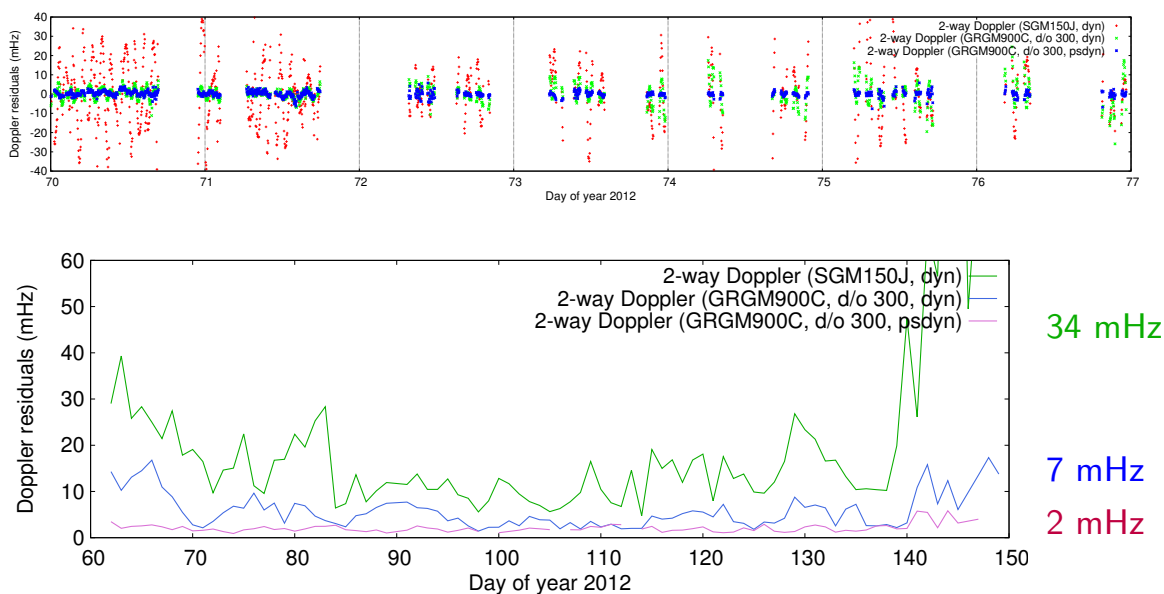 40
30
20
10
0
-10
-20
-30
-40
Doppler residuals (mHz)
2-way Doppler (SGM150J, dyn)
2-way Doppler (GRGM900C, d/o 300, dyn)
2-way Doppler (GRGM900C, d/o 300, psdyn)
70 71 72 73 74 75 76 77
Day of year 2012
60
50
40
30
20
10
0
Doppler residuals (mHz)
2-way Doppler (SGM150J, dyn)
2-way Doppler (GRGM900C, d/o 300, dyn)
2-way Doppler (GRGM900C, d/o 300, psdyn)
34 mHz
7 mHz
2 mHz
60 70 80 90 100 110 120 130 140 150
Day of year 2012